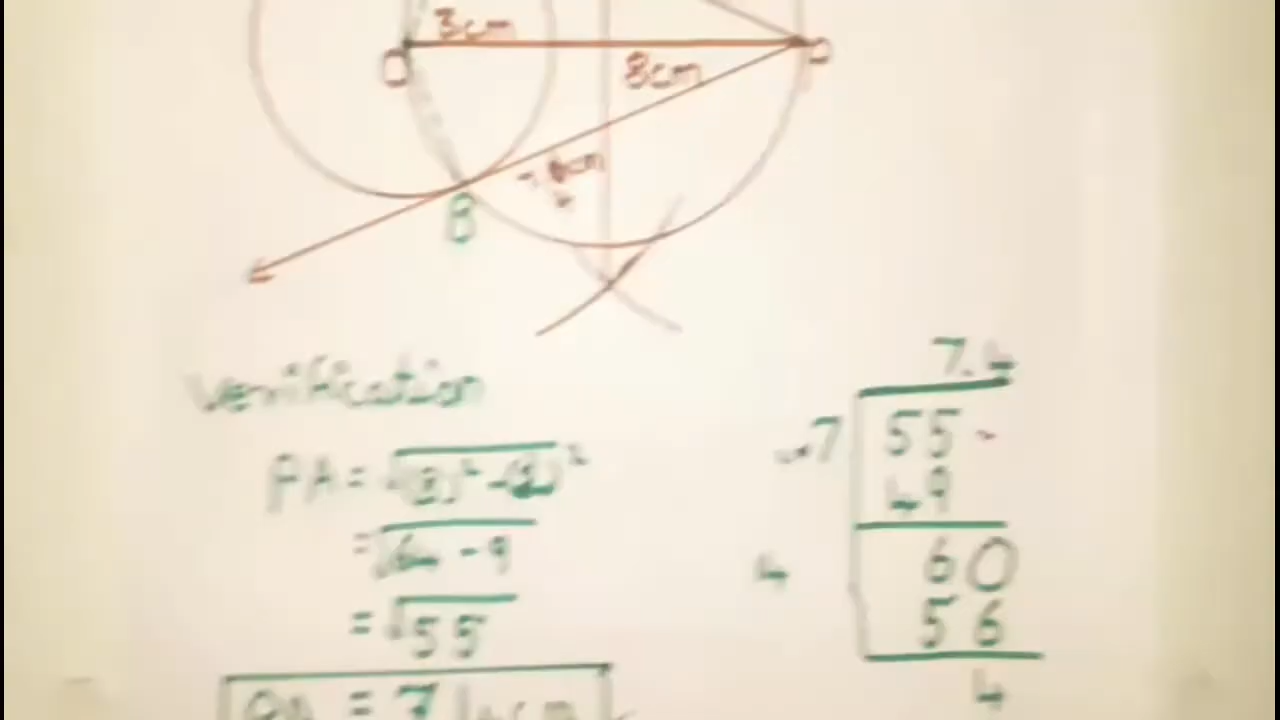 3cm
O
8cm
B
Verification
PA = √(8)² - (3)²
= √64 - 9
= √55
PA = 7.4cm
7.4
7
55
49
4
60
56
4